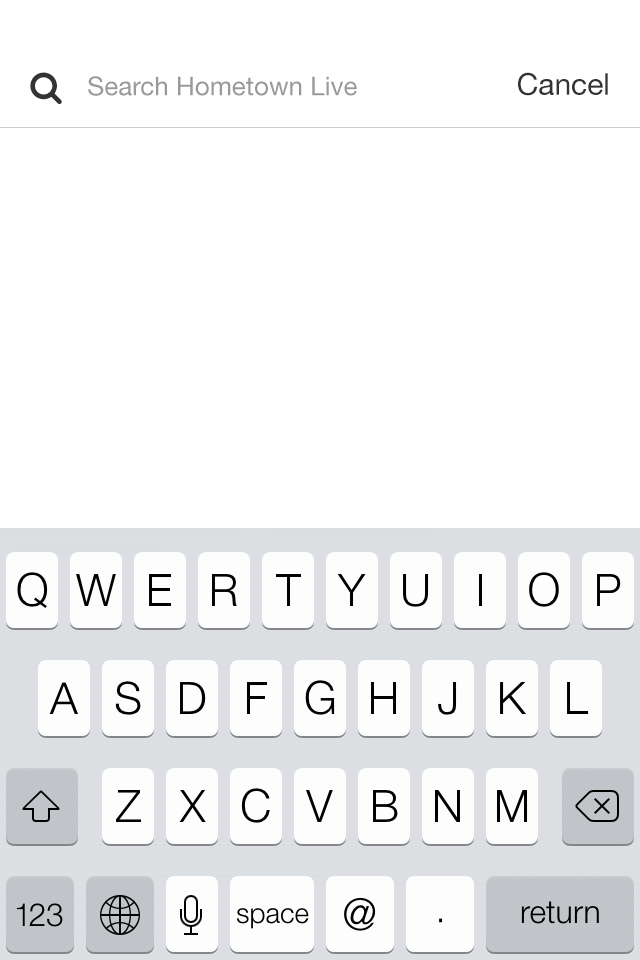 Search Hometown Live Cancel
Q W E R T Y U I O P
A S D F G H J K L
Z X C V B N M
123 space @ . return